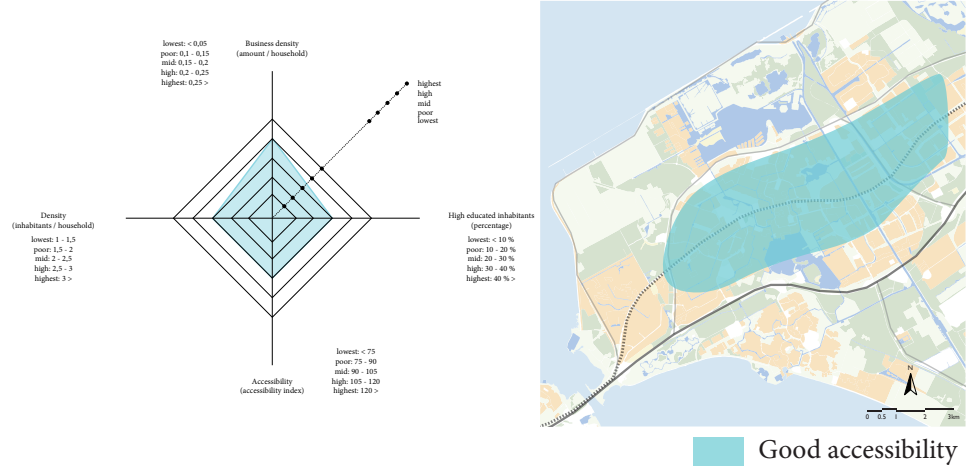 lowest: < 0,05
poor: 0,1 - 0,15
mid: 0,15 - 0,2
high: 0,2 - 0,25
highest: 0,25 >
Business density
(amount / household)
highest
high
mid
poor
lowest
Density
(inhabitants / household)
lowest: 1 - 1,5
poor: 1,5 - 2
mid: 2 - 2,5
high: 2,5 - 3
highest: 3 >
High educated inhabitants
(percentage)
lowest: < 10 %
poor: 10 - 20%
mid: 20 - 30 %
high: 30 - 40 %
highest: 40 % >
Accessibility
(accessibility index)
lowest: < 75
poor: 75 - 90
mid: 90 - 105
high: 105 - 120
highest: 120 >
N
0 0.5 1 2 3km
Good accessibility